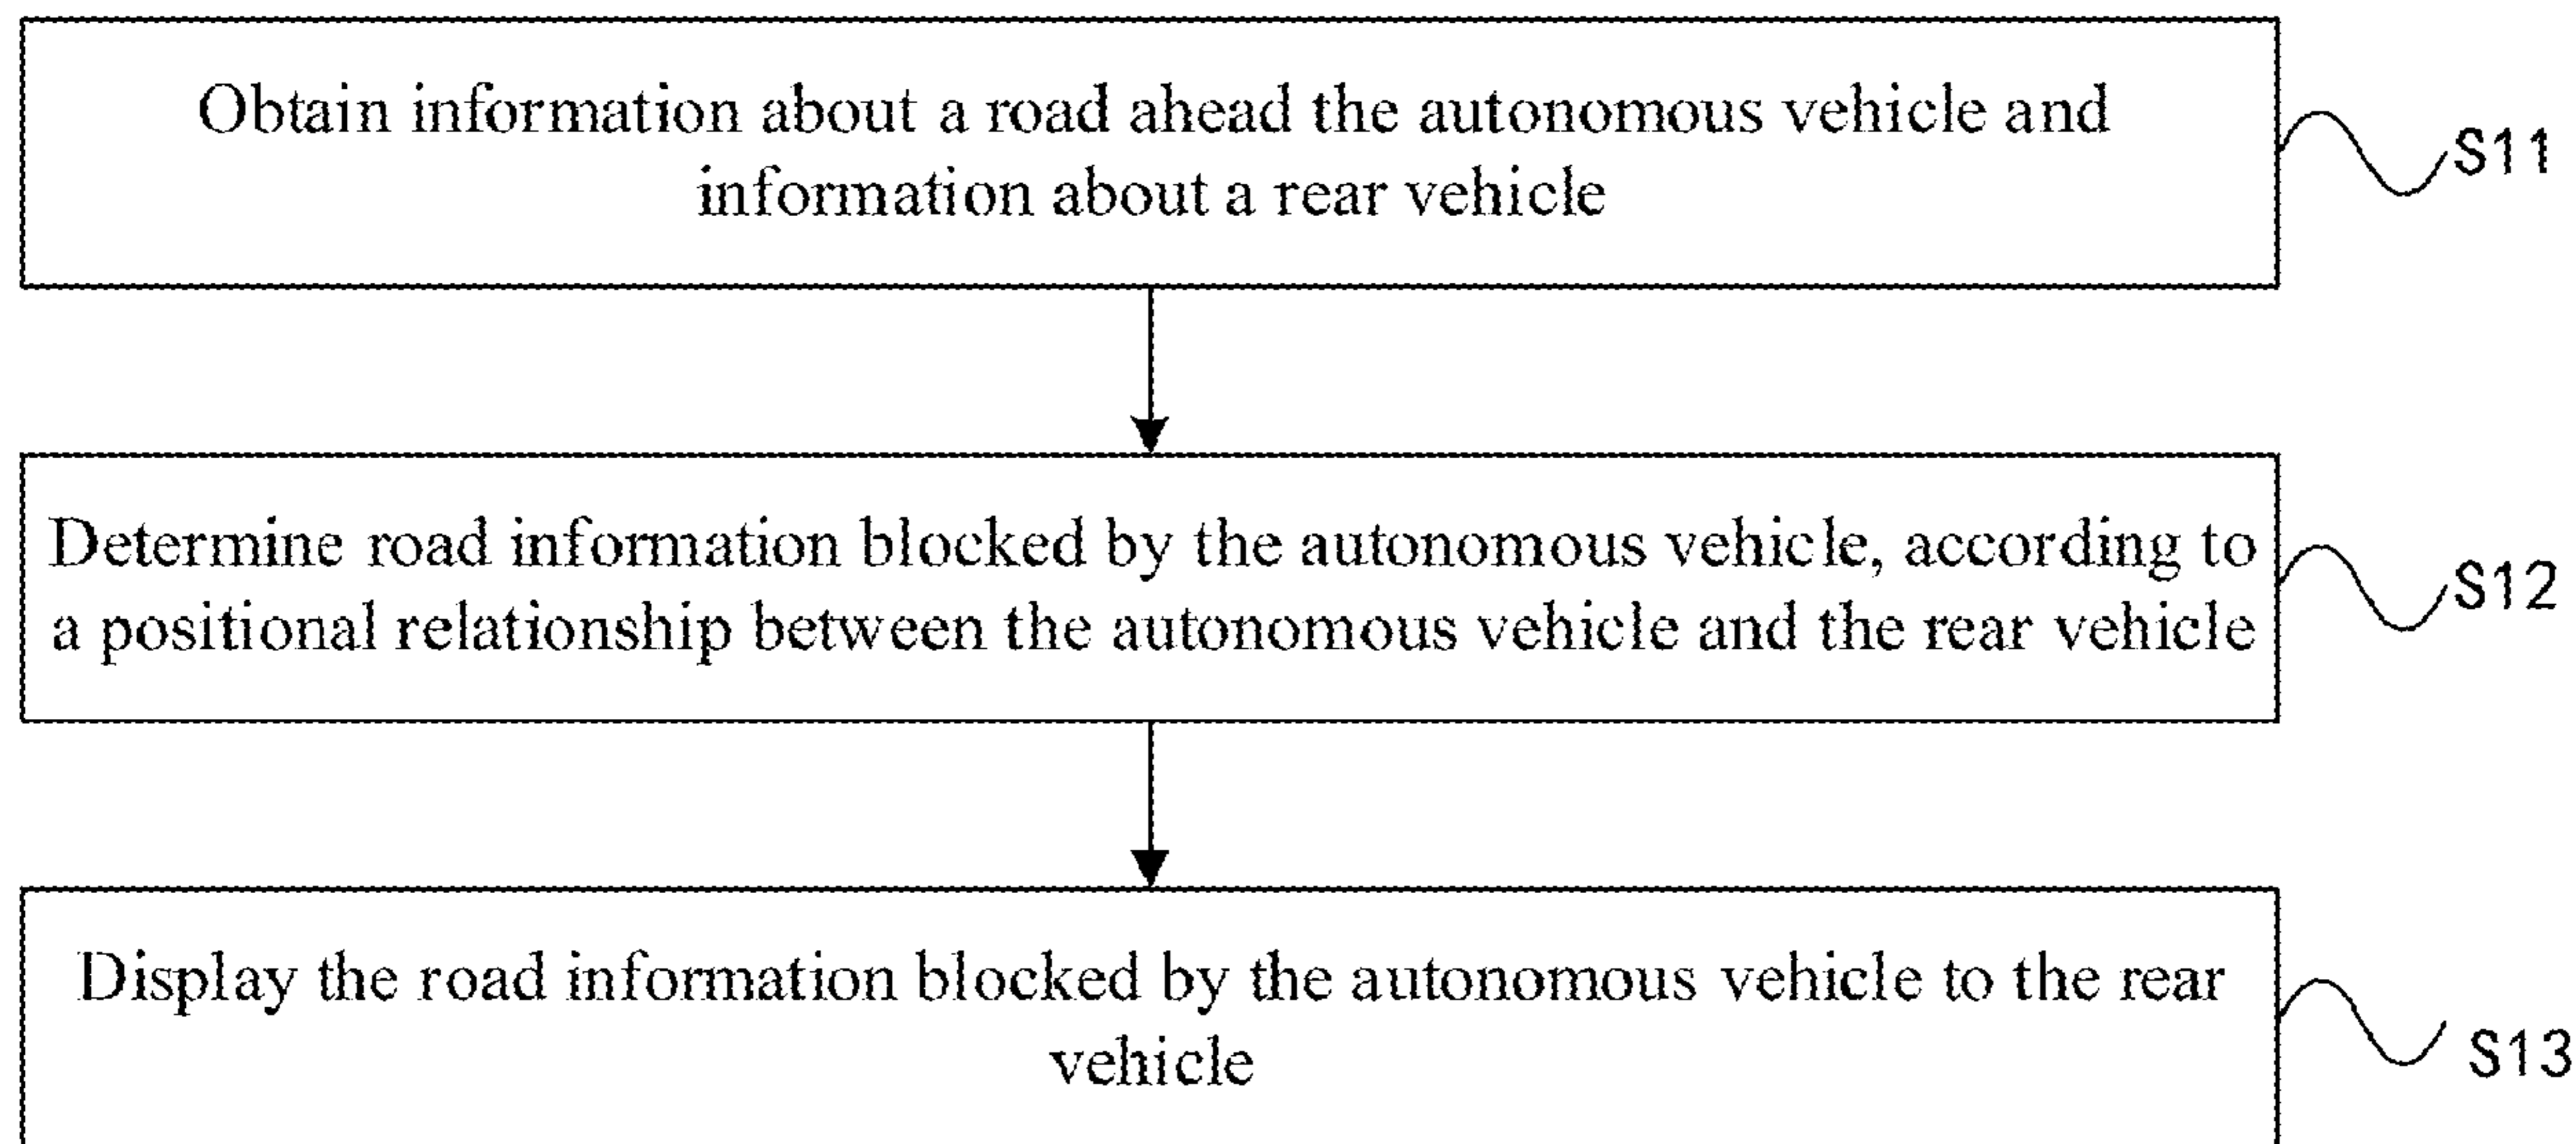 Obtain information about a road ahead the autonomous vehicle and
information about a rear vehicle
S11
Determine road information blocked by the autonomous vehicle, according to
a positional relationship between the autonomous vehicle and the rear vehicle
S12
Display the road information blocked by the autonomous vehicle to the rear
vehicle
S13